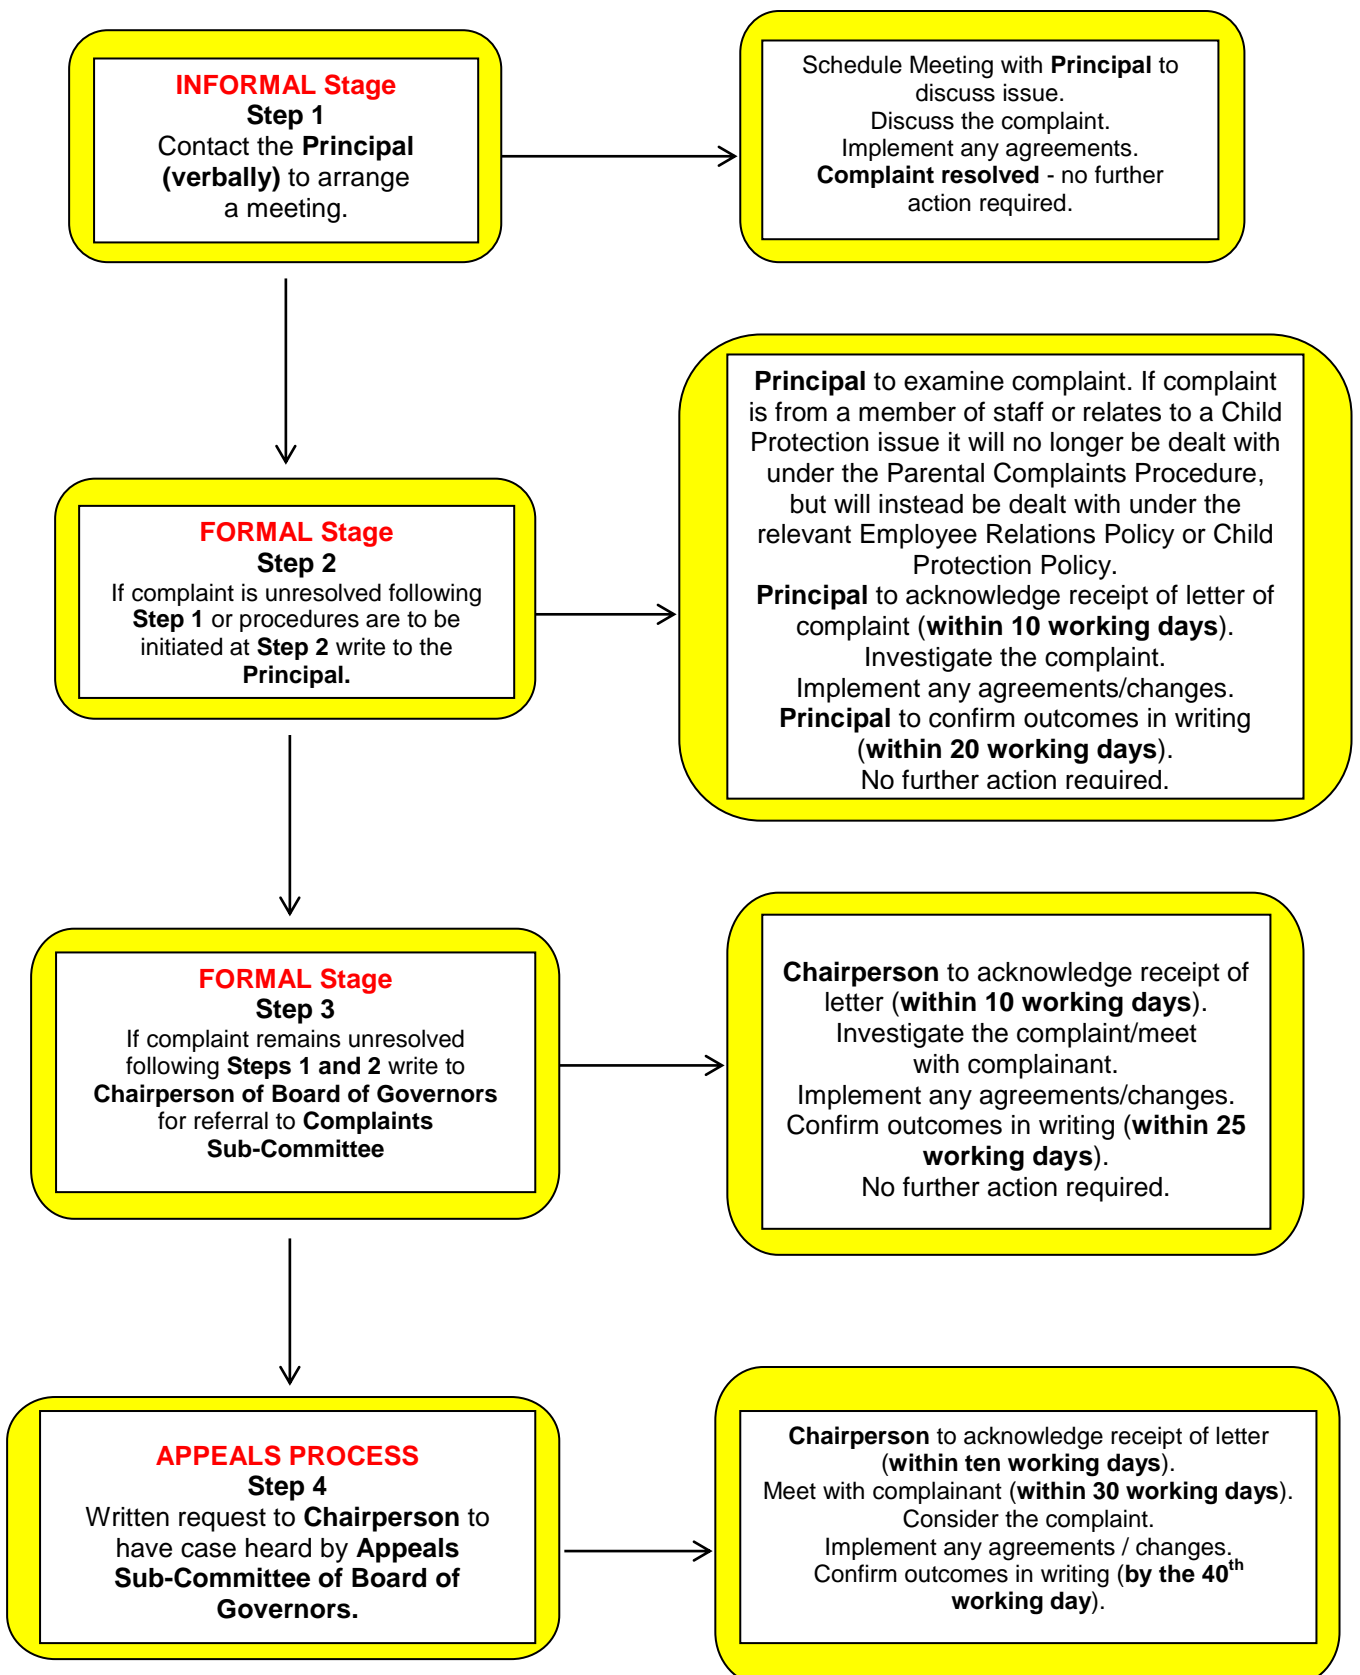 INFORMAL Stage
Step 1
Contact the Principal
(verbally) to arrange
a meeting.
Schedule Meeting with Principal to
discuss issue.
Discuss the complaint.
Implement any agreements.
Complaint resolved - no further
action required.
FORMAL Stage
Step 2
If complaint is unresolved following
Step 1 or procedures are to be
initiated at Step 2 write to the
Principal.
Principal to examine complaint. If complaint
is from a member of staff or relates to a Child
Protection issue it will no longer be dealt with
under the Parental Complaints Procedure,
but will instead be dealt with under the
relevant Employee Relations Policy or Child
Protection Policy.
Principal to acknowledge receipt of letter of
complaint (within 10 working days).
Investigate the complaint.
Implement any agreements/changes.
Principal to confirm outcomes in writing
(within 20 working days).
No further action required.
FORMAL Stage
Step 3
If complaint remains unresolved
following Steps 1 and 2 write to
Chairperson of Board of Governors
for referral to Complaints
Sub-Committee
Chairperson to acknowledge receipt of
letter (within 10 working days).
Investigate the complaint/meet
with complainant.
Implement any agreements/changes.
Confirm outcomes in writing (within 25
working days).
No further action required.
APPEALS PROCESS
Step 4
Written request to Chairperson to
have case heard by Appeals
Sub-Committee of Board of
Governors.
Chairperson to acknowledge receipt of letter
(within ten working days).
Meet with complainant (within 30 working days).
Consider the complaint.
Implement any agreements / changes.
Confirm outcomes in writing (by the 40th
working day).